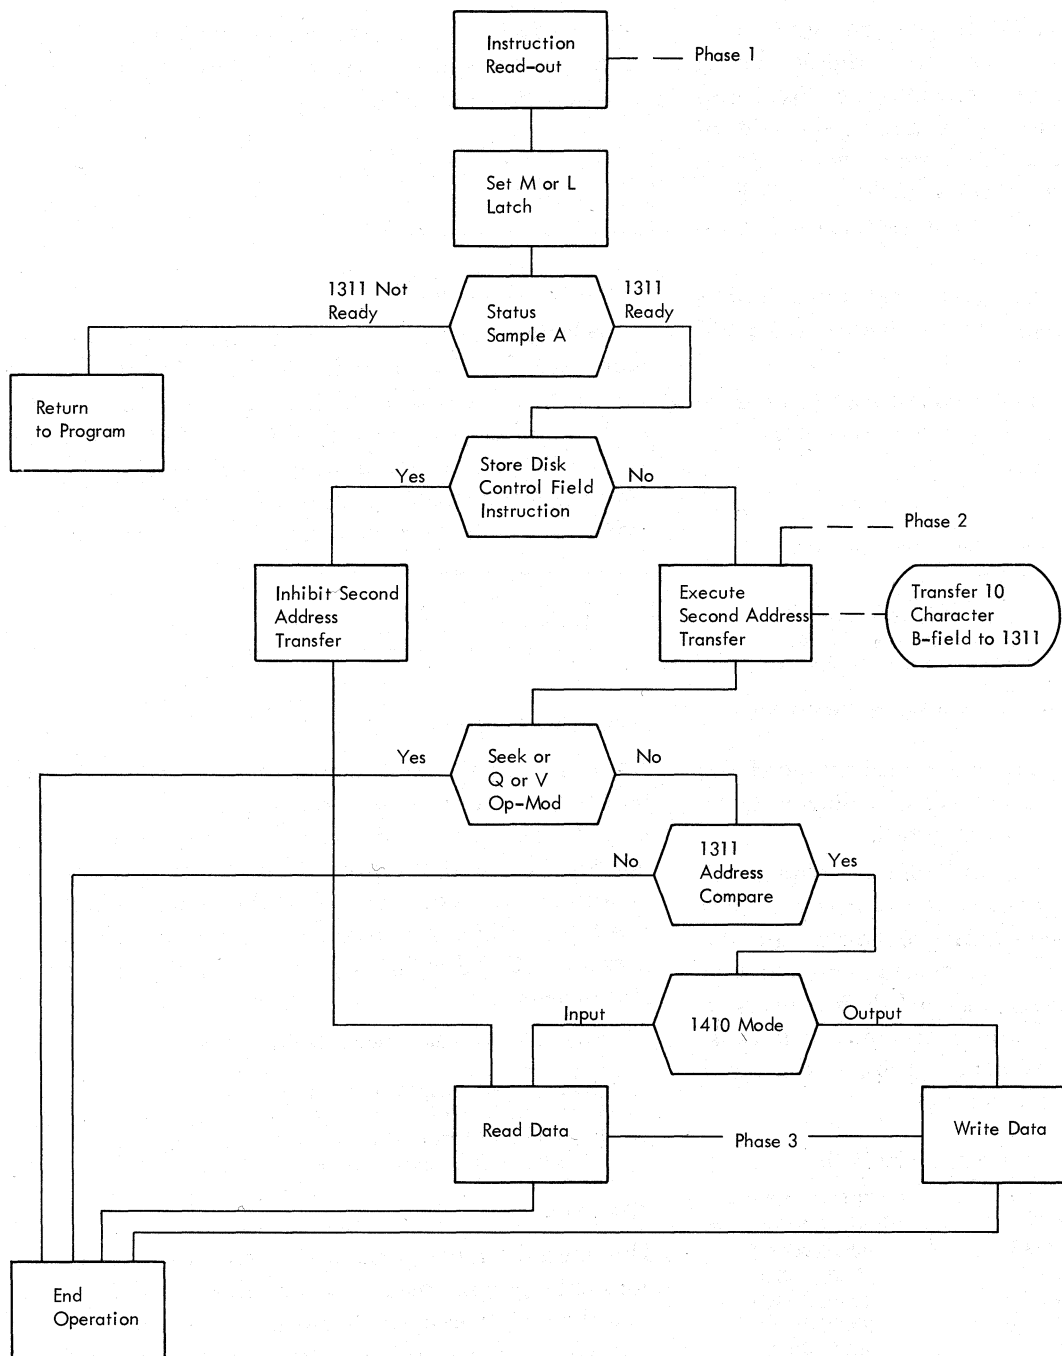 Instruction
Read-out
Phase 1
Set M or L
Latch
1311 Not
Ready
Status
Sample A
1311
Ready
Return
to Program
Yes
Store Disk
Control Field
Instruction
No
Phase 2
Inhibit Second
Address
Transfer
Execute
Second Address
Transfer
Transfer 10
Character
B-field to 1311
Yes
Seek or
Q or V
Op-Mod
No
No
1311
Address
Compare
Yes
Input
1410 Mode
Output
Read Data
Phase 3
Write Data
End
Operation